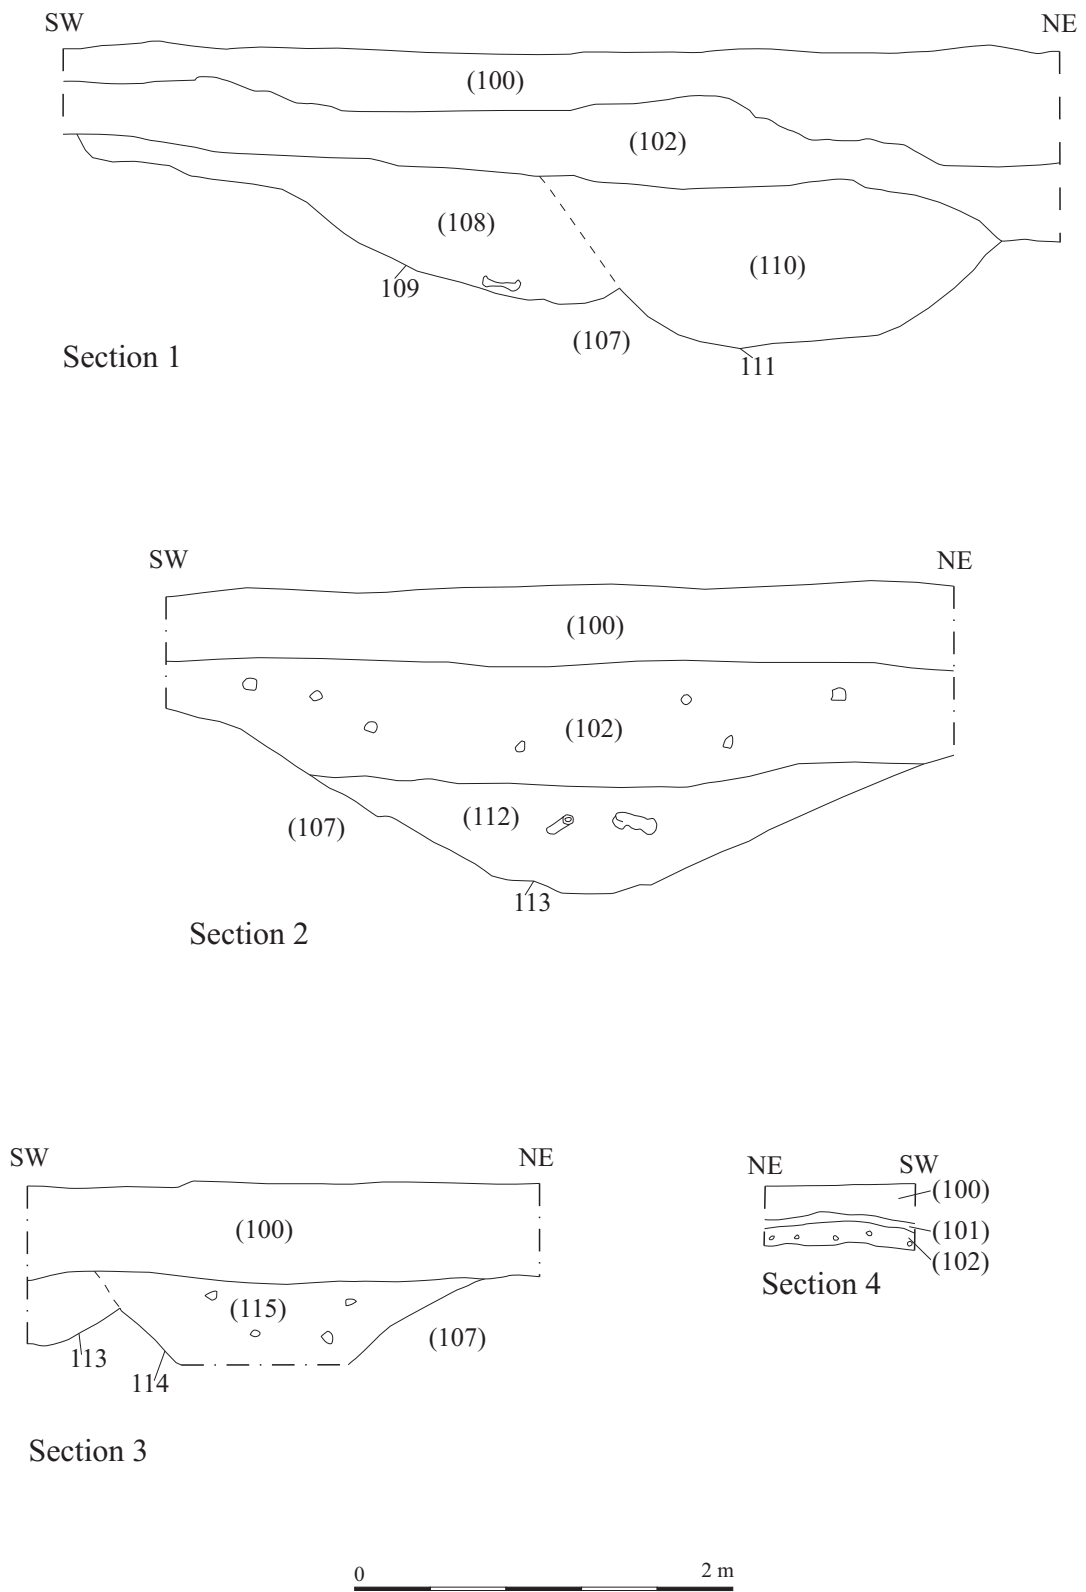 SW NE
(100)
(102)
(108)
(110)
109
(107)
111
Section 1
SW NE
(100)
(102)
(112)
(107)
113
Section 2
SW NE
(100)
(115)
(107)
113
114
Section 3
NE SW
(100)
(101)
(102)
Section 4
0 2 m